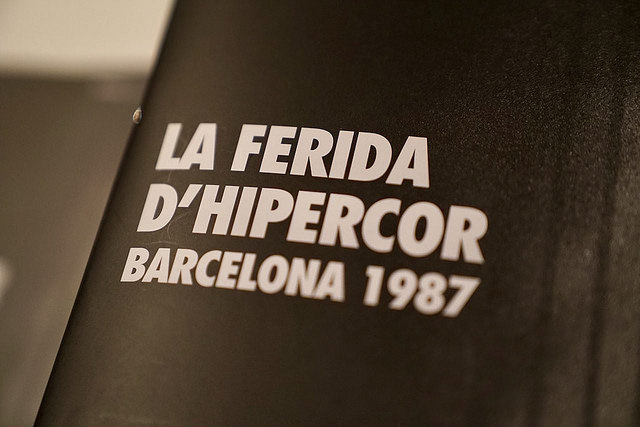 LA FERIDA
D'HIPERCOR
BARCELONA 1987